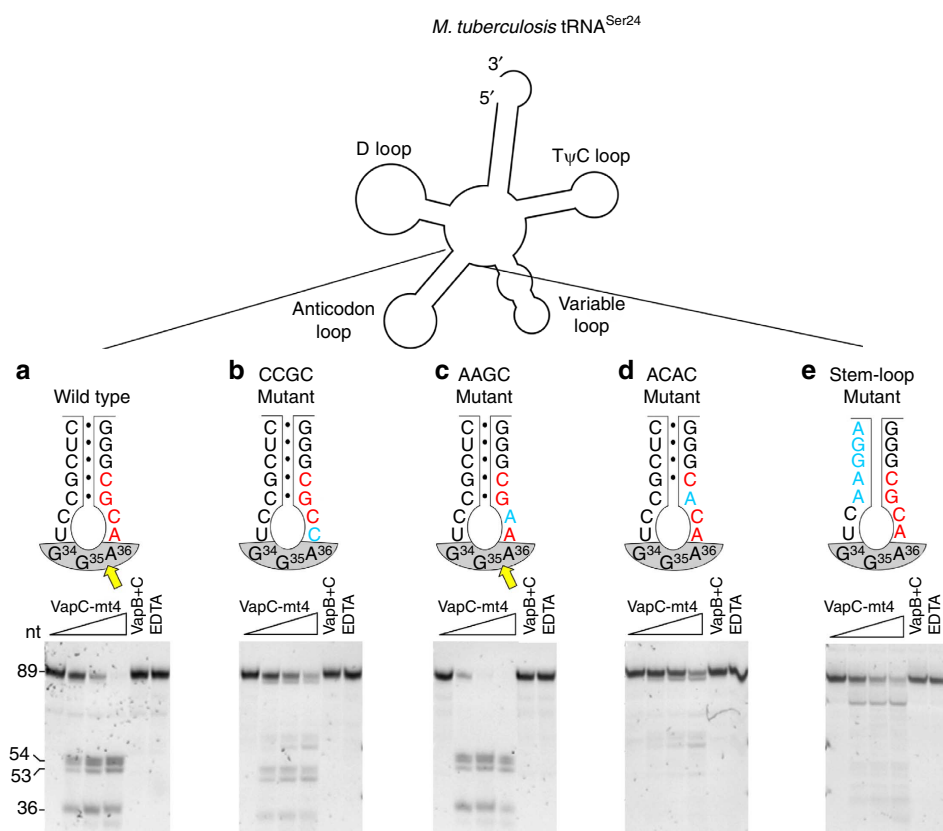 M. tuberculosis tRNA^Ser24
3′
5′
D loop
TψC loop
Anticodon
loop
Variable
loop
a
Wild type
C G
U G
C G
G C
C G
C C
U A
G34 G35 A36
VapC-mt4
VapB+C
EDTA
nt
89
54
53
36
b
CCGC
Mutant
C G
U G
C G
G C
C G
C C
U C
G34 G35 A36
VapC-mt4
VapB+C
EDTA
c
AAGC
Mutant
C G
U G
C G
G C
C G
C A
U A
G34 G35 A36
VapC-mt4
VapB+C
EDTA
d
ACAC
Mutant
C G
U G
C G
G C
C A
C C
U A
G34 G35 A36
VapC-mt4
VapB+C
EDTA
e
Stem-loop
Mutant
A G
G G
G G
A C
A G
C C
U A
G34 G35 A36
VapC-mt4
VapB+C
EDTA